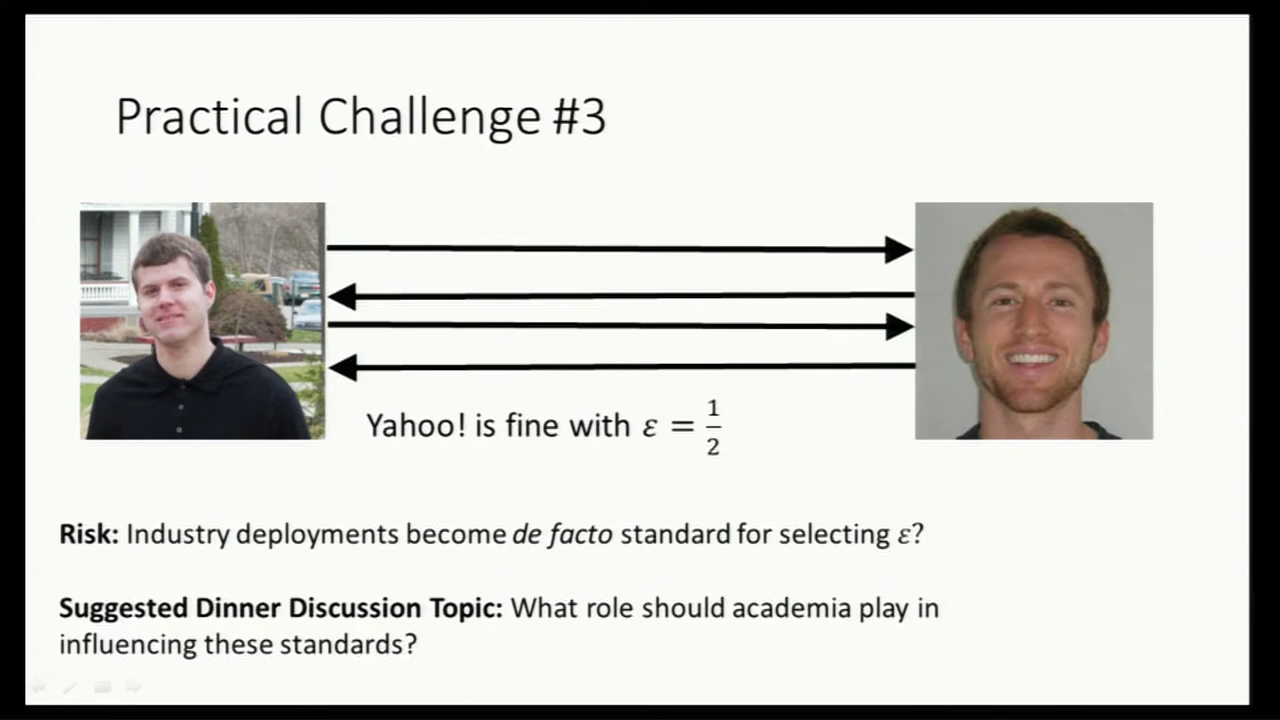 Practical Challenge #3
Yahoo! is fine with ε = 1/2
Risk: Industry deployments become de facto standard for selecting ε?
Suggested Dinner Discussion Topic: What role should academia play in
influencing these standards?